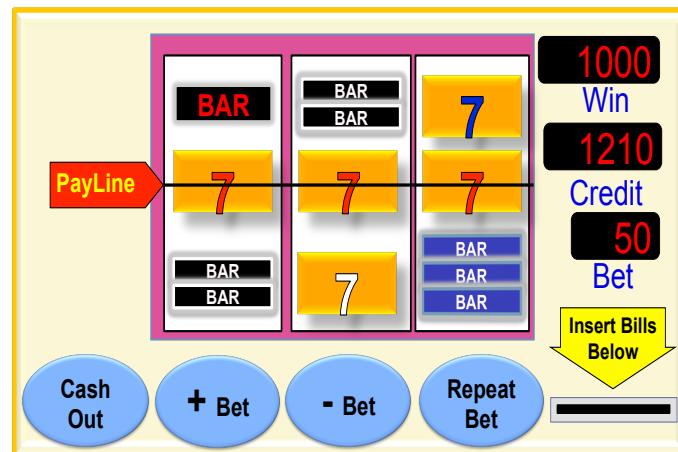 BAR
BAR
BAR
7
1000
Win
PayLine
7
7
7
1210
Credit
BAR
BAR
7
BAR
BAR
BAR
50
Bet
Insert Bills
Below
Cash
Out
+ Bet
- Bet
Repeat
Bet